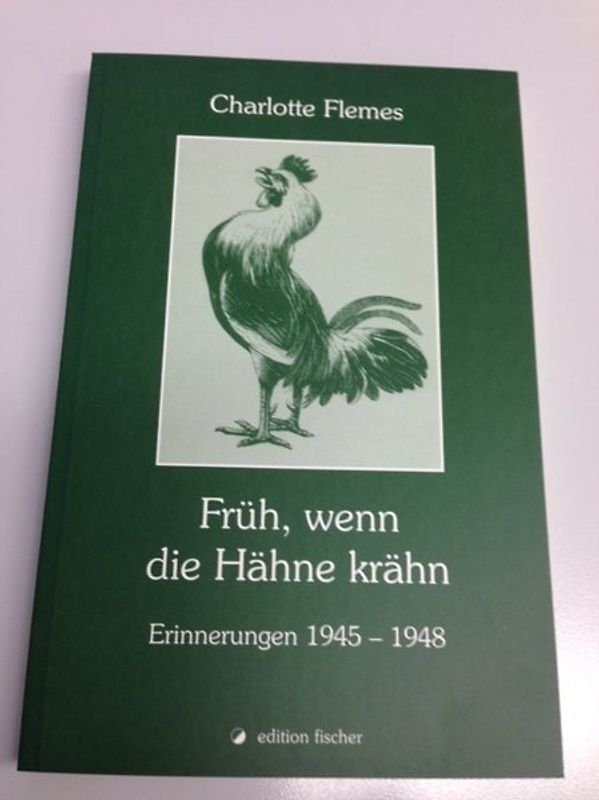 Charlotte Flemes
Früh, wenn
die Hähne krähn
Erinnerungen 1945 – 1948
edition fischer